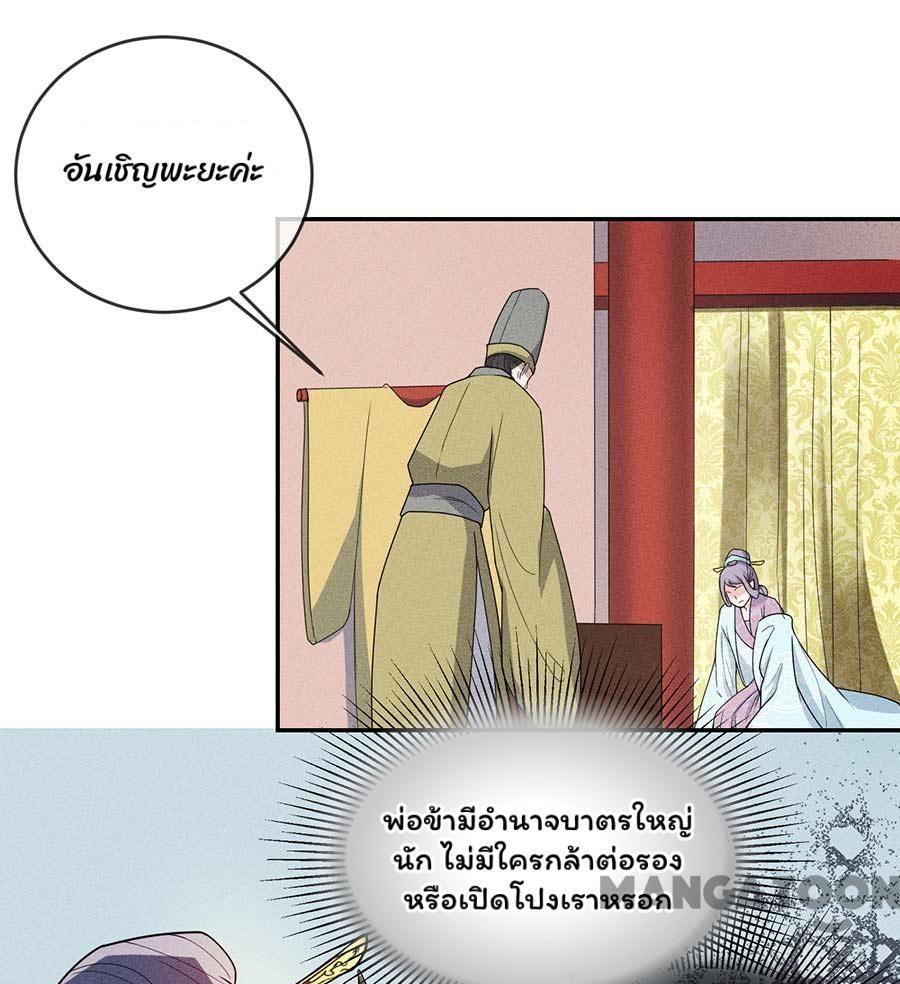 อันเชิญพะยะค่ะ
พ่อข้ามีอำนาจบาตรใหญ่
นัก ไม่มีใครกล้าต่อรอง
หรือเปิดโปงเราหรอก
MANGATOON